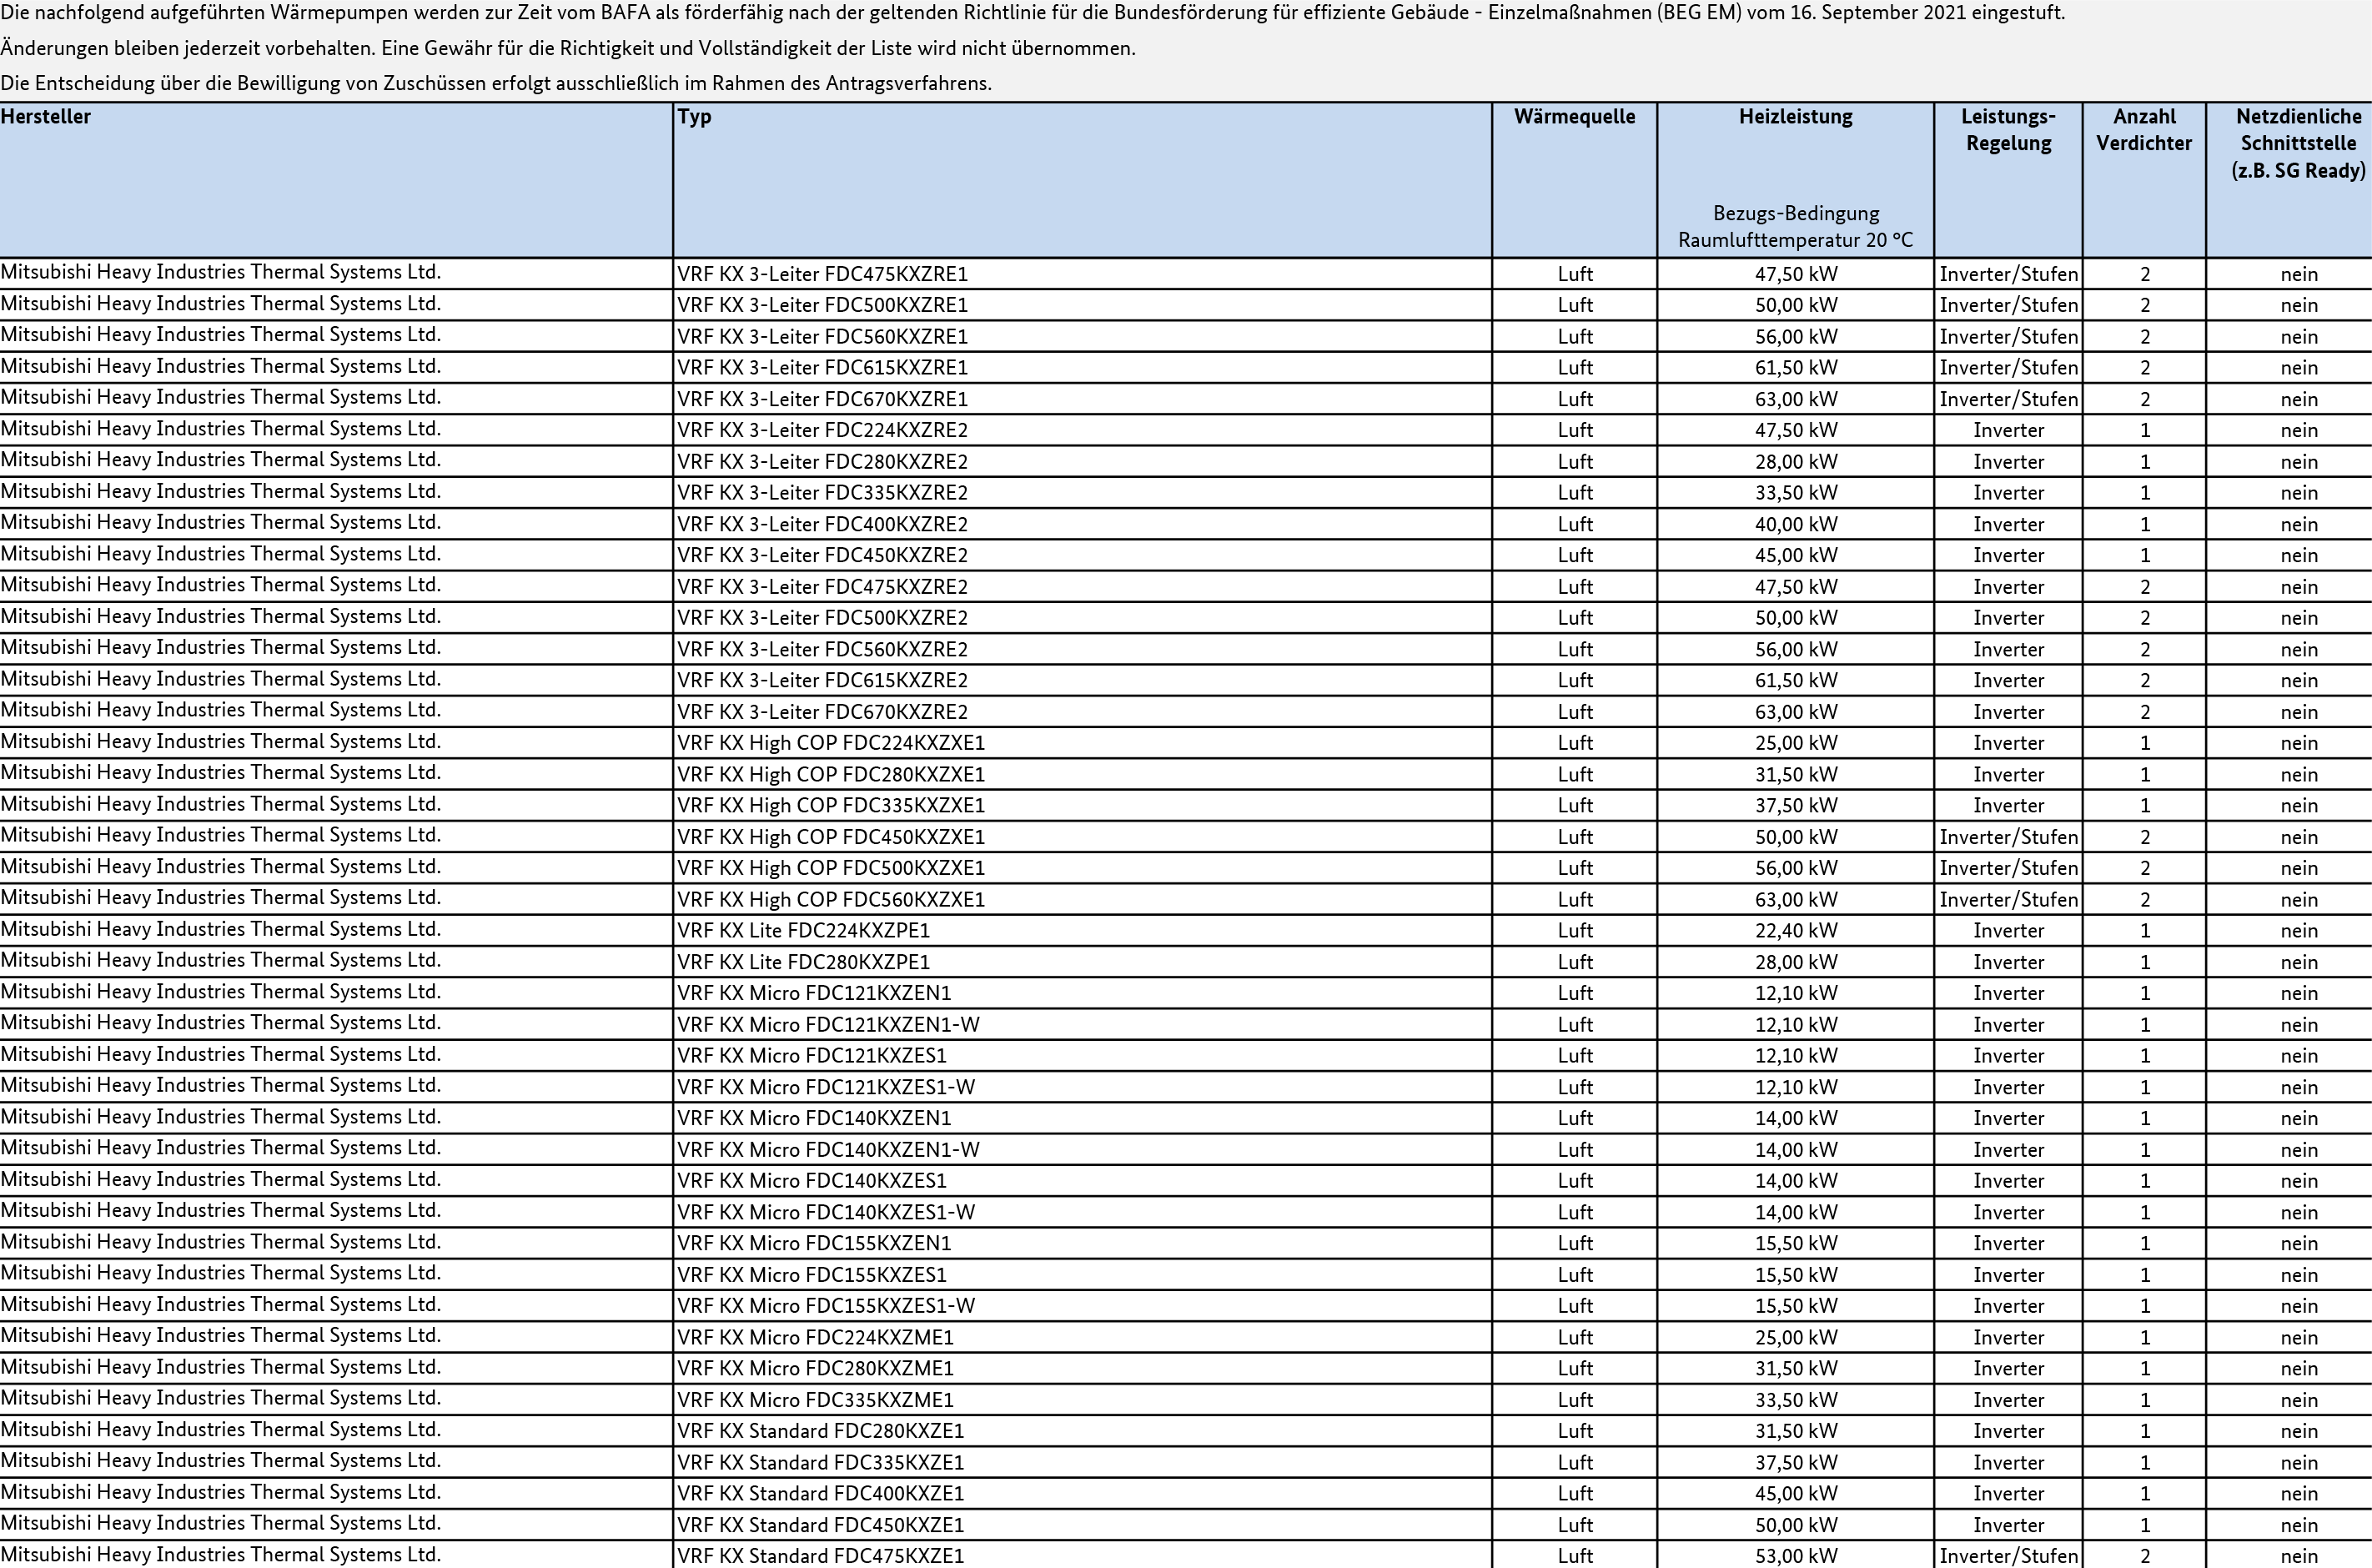 Die nachfolgend aufgeführten Wärmepumpen werden zur Zeit vom BAFA als förderfähig nach der geltenden Richtlinie für die Bundesförderung für effiziente Gebäude - Einzelmaßnahmen (BEG EM) vom 16. September 2021 eingestuft.
Änderungen bleiben jederzeit vorbehalten. Eine Gewähr für die Richtigkeit und Vollständigkeit der Liste wird nicht übernommen.
Die Entscheidung über die Bewilligung von Zuschüssen erfolgt ausschließlich im Rahmen des Antragsverfahrens.
Hersteller Typ Wärmequelle Heizleistung Leistungs- Anzahl Netzdienliche
Regelung Verdichter Schnittstelle
(z.B. SG Ready)
Bezugs-Bedingung
Raumlufttemperatur 20 °C
Mitsubishi Heavy Industries Thermal Systems Ltd. VRF KX 3-Leiter FDC475KXZRE1 Luft 47,50 kW Inverter/Stufen 2 nein
Mitsubishi Heavy Industries Thermal Systems Ltd. VRF KX 3-Leiter FDC500KXZRE1 Luft 50,00 kW Inverter/Stufen 2 nein
Mitsubishi Heavy Industries Thermal Systems Ltd. VRF KX 3-Leiter FDC560KXZRE1 Luft 56,00 kW Inverter/Stufen 2 nein
Mitsubishi Heavy Industries Thermal Systems Ltd. VRF KX 3-Leiter FDC615KXZRE1 Luft 61,50 kW Inverter/Stufen 2 nein
Mitsubishi Heavy Industries Thermal Systems Ltd. VRF KX 3-Leiter FDC670KXZRE1 Luft 63,00 kW Inverter/Stufen 2 nein
Mitsubishi Heavy Industries Thermal Systems Ltd. VRF KX 3-Leiter FDC224KXZRE2 Luft 47,50 kW Inverter 1 nein
Mitsubishi Heavy Industries Thermal Systems Ltd. VRF KX 3-Leiter FDC280KXZRE2 Luft 28,00 kW Inverter 1 nein
Mitsubishi Heavy Industries Thermal Systems Ltd. VRF KX 3-Leiter FDC335KXZRE2 Luft 33,50 kW Inverter 1 nein
Mitsubishi Heavy Industries Thermal Systems Ltd. VRF KX 3-Leiter FDC400KXZRE2 Luft 40,00 kW Inverter 1 nein
Mitsubishi Heavy Industries Thermal Systems Ltd. VRF KX 3-Leiter FDC450KXZRE2 Luft 45,00 kW Inverter 1 nein
Mitsubishi Heavy Industries Thermal Systems Ltd. VRF KX 3-Leiter FDC475KXZRE2 Luft 47,50 kW Inverter 2 nein
Mitsubishi Heavy Industries Thermal Systems Ltd. VRF KX 3-Leiter FDC500KXZRE2 Luft 50,00 kW Inverter 2 nein
Mitsubishi Heavy Industries Thermal Systems Ltd. VRF KX 3-Leiter FDC560KXZRE2 Luft 56,00 kW Inverter 2 nein
Mitsubishi Heavy Industries Thermal Systems Ltd. VRF KX 3-Leiter FDC615KXZRE2 Luft 61,50 kW Inverter 2 nein
Mitsubishi Heavy Industries Thermal Systems Ltd. VRF KX 3-Leiter FDC670KXZRE2 Luft 63,00 kW Inverter 2 nein
Mitsubishi Heavy Industries Thermal Systems Ltd. VRF KX High COP FDC224KXZXE1 Luft 25,00 kW Inverter 1 nein
Mitsubishi Heavy Industries Thermal Systems Ltd. VRF KX High COP FDC280KXZXE1 Luft 31,50 kW Inverter 1 nein
Mitsubishi Heavy Industries Thermal Systems Ltd. VRF KX High COP FDC335KXZXE1 Luft 37,50 kW Inverter 1 nein
Mitsubishi Heavy Industries Thermal Systems Ltd. VRF KX High COP FDC450KXZXE1 Luft 50,00 kW Inverter/Stufen 2 nein
Mitsubishi Heavy Industries Thermal Systems Ltd. VRF KX High COP FDC500KXZXE1 Luft 56,00 kW Inverter/Stufen 2 nein
Mitsubishi Heavy Industries Thermal Systems Ltd. VRF KX High COP FDC560KXZXE1 Luft 63,00 kW Inverter/Stufen 2 nein
Mitsubishi Heavy Industries Thermal Systems Ltd. VRF KX Lite FDC224KXZPE1 Luft 22,40 kW Inverter 1 nein
Mitsubishi Heavy Industries Thermal Systems Ltd. VRF KX Lite FDC280KXZPE1 Luft 28,00 kW Inverter 1 nein
Mitsubishi Heavy Industries Thermal Systems Ltd. VRF KX Micro FDC121KXZEN1 Luft 12,10 kW Inverter 1 nein
Mitsubishi Heavy Industries Thermal Systems Ltd. VRF KX Micro FDC121KXZEN1-W Luft 12,10 kW Inverter 1 nein
Mitsubishi Heavy Industries Thermal Systems Ltd. VRF KX Micro FDC121KXZES1 Luft 12,10 kW Inverter 1 nein
Mitsubishi Heavy Industries Thermal Systems Ltd. VRF KX Micro FDC121KXZES1-W Luft 12,10 kW Inverter 1 nein
Mitsubishi Heavy Industries Thermal Systems Ltd. VRF KX Micro FDC140KXZEN1 Luft 14,00 kW Inverter 1 nein
Mitsubishi Heavy Industries Thermal Systems Ltd. VRF KX Micro FDC140KXZEN1-W Luft 14,00 kW Inverter 1 nein
Mitsubishi Heavy Industries Thermal Systems Ltd. VRF KX Micro FDC140KXZES1 Luft 14,00 kW Inverter 1 nein
Mitsubishi Heavy Industries Thermal Systems Ltd. VRF KX Micro FDC140KXZES1-W Luft 14,00 kW Inverter 1 nein
Mitsubishi Heavy Industries Thermal Systems Ltd. VRF KX Micro FDC155KXZEN1 Luft 15,50 kW Inverter 1 nein
Mitsubishi Heavy Industries Thermal Systems Ltd. VRF KX Micro FDC155KXZES1 Luft 15,50 kW Inverter 1 nein
Mitsubishi Heavy Industries Thermal Systems Ltd. VRF KX Micro FDC155KXZES1-W Luft 15,50 kW Inverter 1 nein
Mitsubishi Heavy Industries Thermal Systems Ltd. VRF KX Micro FDC224KXZME1 Luft 25,00 kW Inverter 1 nein
Mitsubishi Heavy Industries Thermal Systems Ltd. VRF KX Micro FDC280KXZME1 Luft 31,50 kW Inverter 1 nein
Mitsubishi Heavy Industries Thermal Systems Ltd. VRF KX Micro FDC335KXZME1 Luft 33,50 kW Inverter 1 nein
Mitsubishi Heavy Industries Thermal Systems Ltd. VRF KX Standard FDC280KXZE1 Luft 31,50 kW Inverter 1 nein
Mitsubishi Heavy Industries Thermal Systems Ltd. VRF KX Standard FDC335KXZE1 Luft 37,50 kW Inverter 1 nein
Mitsubishi Heavy Industries Thermal Systems Ltd. VRF KX Standard FDC400KXZE1 Luft 45,00 kW Inverter 1 nein
Mitsubishi Heavy Industries Thermal Systems Ltd. VRF KX Standard FDC450KXZE1 Luft 50,00 kW Inverter 1 nein
Mitsubishi Heavy Industries Thermal Systems Ltd. VRF KX Standard FDC475KXZE1 Luft 53,00 kW Inverter/Stufen 2 nein